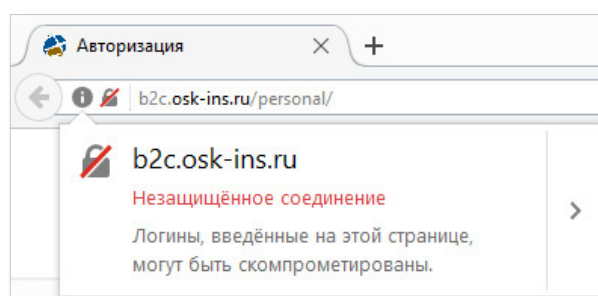 Авторизация
b2c.osk-ins.ru/personal/
b2c.osk-ins.ru
Незащищённое соединение
Логины, введённые на этой странице,
могут быть скомпрометированы.